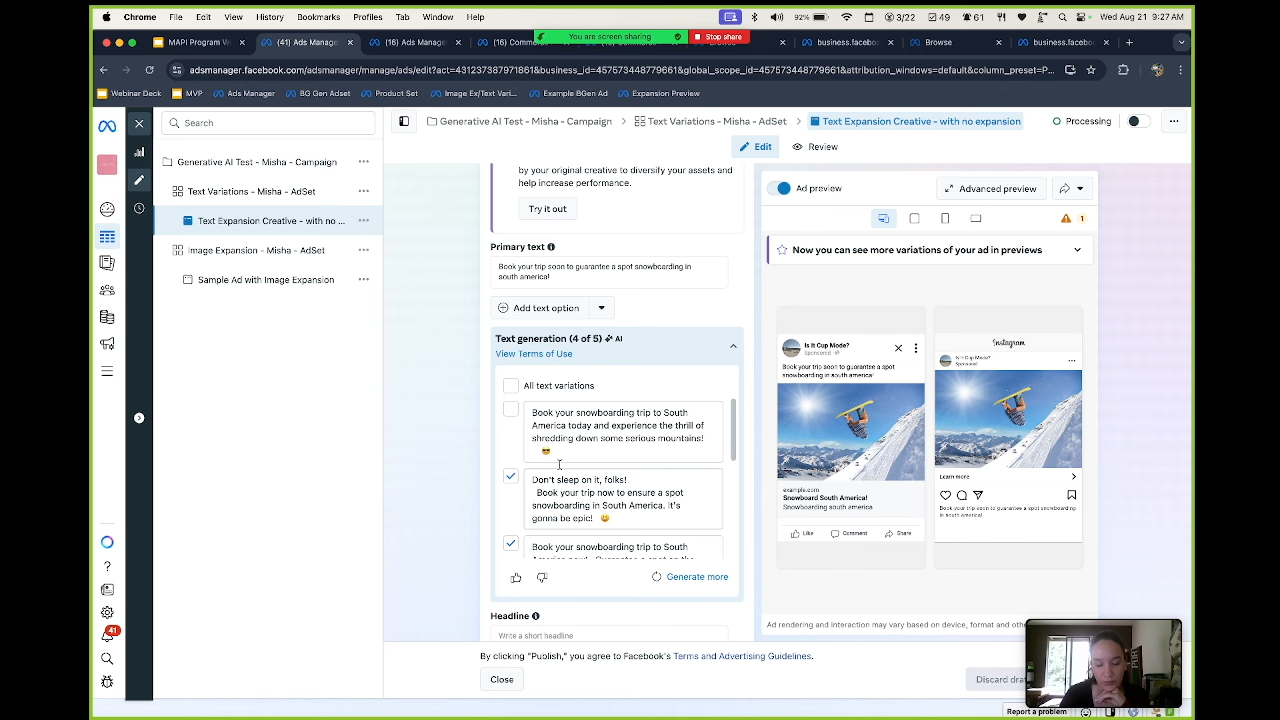 Chrome File Edit View History Bookmarks Profiles Tab Window Help
92% 3/22 49 61 Wed Aug 21 9:27 AM
MAPI Program W
(41) Ads Manage
(16) Ads Manage
(16) Commer
You are screen sharing
Stop share
business.facebo
Browse
business.facebo
adsmanager.facebook.com/adsmanager/manage/ads/edit?act=431237387971861&business_id=457573448779661&global_scope_id=457573448779661&attribution_windows=default&column_preset=P...
Webinar Deck MVP Ads Manager BG Gen Adset Product Set Image Ex/Text Vari... Example BGen Ad Expansion Preview
Search
Generative AI Test - Misha - Campaign
Text Variations - Misha - AdSet
Text Expansion Creative - with no ...
Image Expansion - Misha - AdSet
Sample Ad with Image Expansion
41
Generative AI Test - Misha - Campaign
Text Variations - Misha - AdSet
Text Expansion Creative - with no expansion
Processing
Edit
Review
by your original creative to diversify your assets and
help increase performance.
Try it out
Primary text
Book your trip soon to guarantee a spot snowboarding in
south america!
Add text option
Text generation (4 of 5) AI
View Terms of Use
All text variations
Book your snowboarding trip to South
America today and experience the thrill of
shredding down some serious mountains!
😎
Don't sleep on it, folks!
Book your trip now to ensure a spot
snowboarding in South America. It's
gonna be epic! 😀
Book your snowboarding trip to South
Generate more
Headline
Write a short headline
Ad preview
Advanced preview
1
Now you can see more variations of your ad in previews
Is It Cup Mode?
Sponsored
Book your trip soon to guarantee a spot
snowboarding in south america!
example.com
Snowboard South America!
Snowboarding south america
Like Comment Share
Instagram
Is It Cup Mode?
Sponsored
Learn more
Book your trip soon to guarantee a spot snowboarding
in south america!
Ad rendering and interaction may vary based on device, format and othe
By clicking "Publish," you agree to Facebook's Terms and Advertising Guidelines.
Close
Discard dra
Report a problem